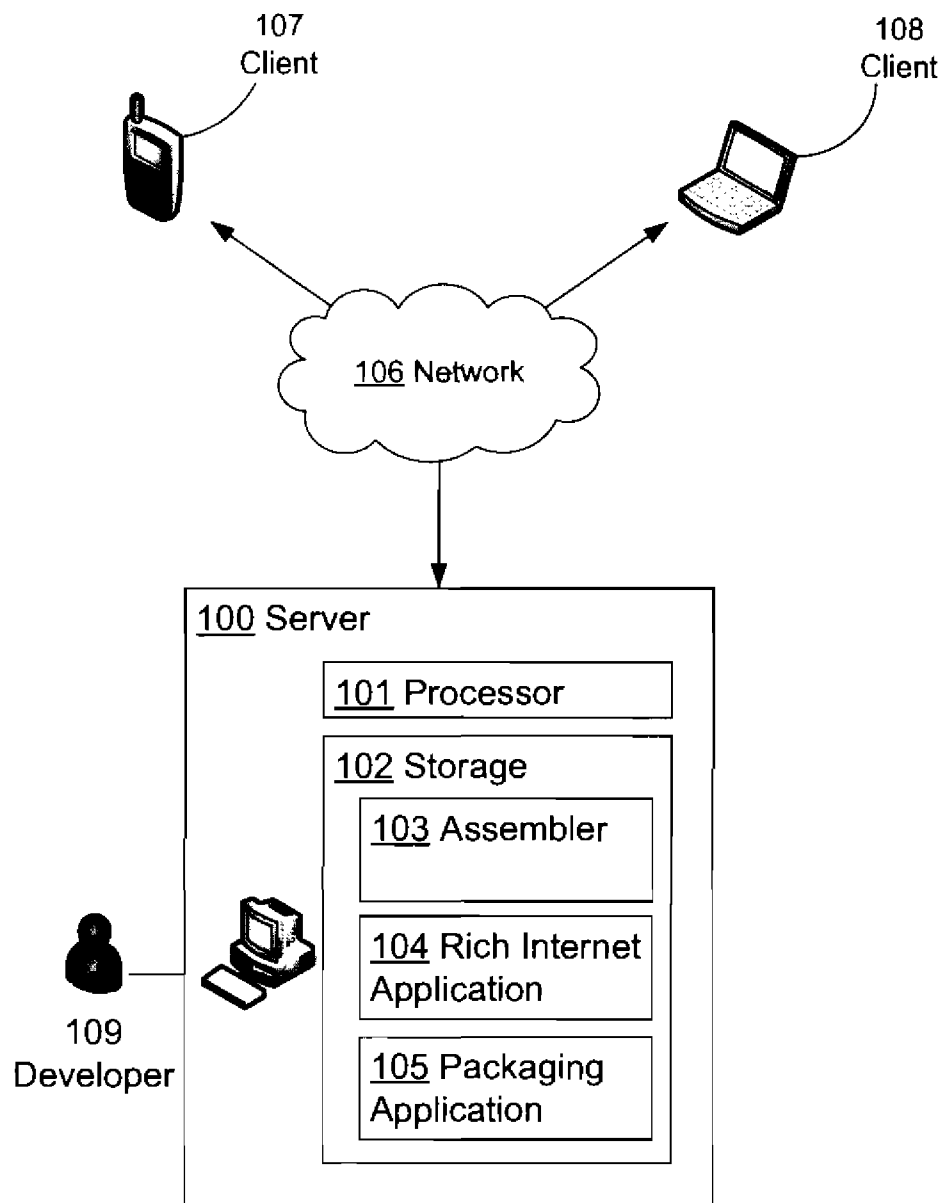 107
Client
108
Client
106 Network
100 Server
101 Processor
102 Storage
103 Assembler
104 Rich Internet
Application
105 Packaging
Application
109
Developer